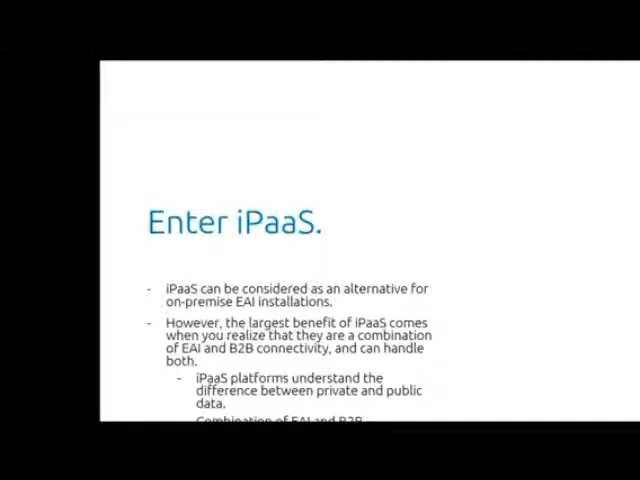 Enter iPaaS.
- iPaaS can be considered as an alternative for
on-premise EAI installations.
- However, the largest benefit of iPaaS comes
when you realize that they are a combination
of EAI and B2B connectivity, and can handle
both.
- iPaaS platforms understand the
difference between private and public
data.
Combination of EAI and B2B